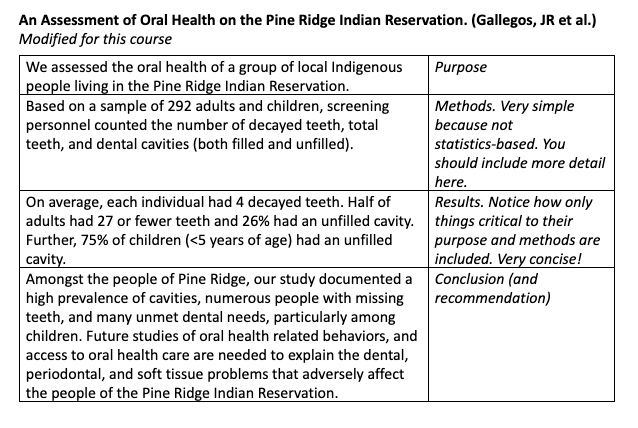 An Assessment of Oral Health on the Pine Ridge Indian Reservation. (Gallegos, JR et al.)
Modified for this course
We assessed the oral health of a group of local Indigenous
people living in the Pine Ridge Indian Reservation.
Purpose
Based on a sample of 292 adults and children, screening
personnel counted the number of decayed teeth, total
teeth, and dental cavities (both filled and unfilled).
Methods. Very simple
because not
statistics-based. You
should include more detail
here.
On average, each individual had 4 decayed teeth. Half of
adults had 27 or fewer teeth and 26% had an unfilled cavity.
Further, 75% of children (<5 years of age) had an unfilled
cavity.
Results. Notice how only
things critical to their
purpose and methods are
included. Very concise!
Amongst the people of Pine Ridge, our study documented a
high prevalence of cavities, numerous people with missing
teeth, and many unmet dental needs, particularly among
children. Future studies of oral health related behaviors, and
access to oral health care are needed to explain the dental,
periodontal, and soft tissue problems that adversely affect
the people of the Pine Ridge Indian Reservation.
Conclusion (and
recommendation)